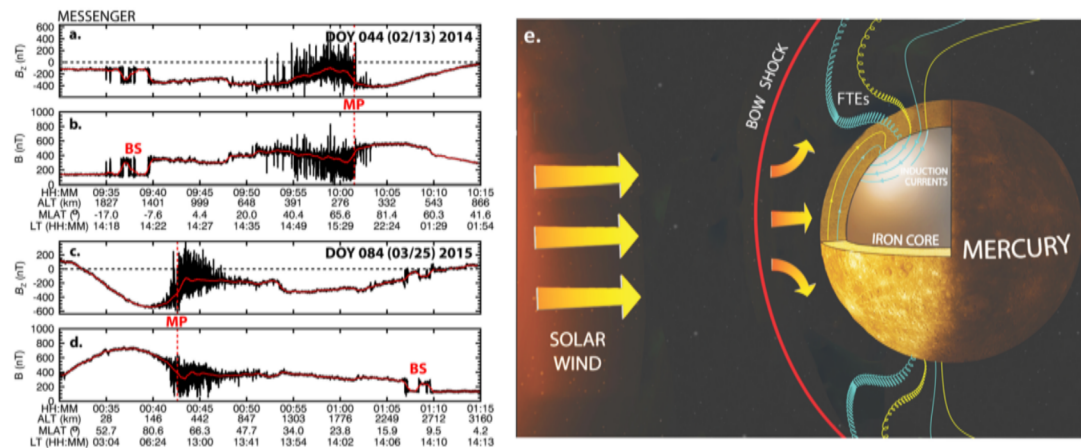 MESSENGER
a.
DOY 044 (02/13) 2014
Bz (nT)
600
400
200
0
-200
-400
MP
b.
BS
B (nT)
1000
800
600
400
200
0
HH:MM 09:35 09:40 09:45 09:50 09:55 10:00 10:05 10:10 10:15
ALT (km) 1827 1401 999 648 391 276 332 543 866
MLAT (º) -17.0 -7.6 4.4 20.0 40.4 65.6 81.4 60.3 41.6
LT (HH:MM) 14:18 14:22 14:27 14:35 14:49 15:29 22:24 01:29 01:54
c.
DOY 084 (03/25) 2015
Bz (nT)
200
0
-200
-400
-600
MP
d.
BS
B (nT)
1000
800
600
400
200
0
HH:MM 00:35 00:40 00:45 00:50 00:55 01:00 01:05 01:10 01:15
ALT (km) 28 146 442 847 1303 1776 2249 2712 3160
MLAT (º) 52.7 80.6 66.3 47.7 34.0 23.8 15.9 9.5 4.2
LT (HH:MM) 03:04 06:24 13:00 13:41 13:54 14:02 14:06 14:10 14:13
e.
BOW SHOCK
FTEs
INDUCTION
CURRENTS
IRON CORE
MERCURY
SOLAR
WIND